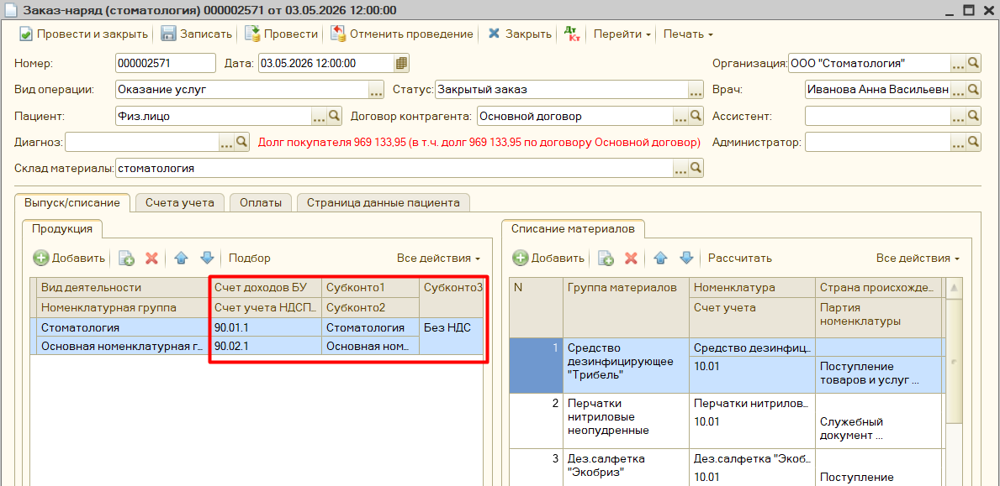 Заказ-наряд (стоматология) 000002571 от 03.05.2026 12:00:00
Провести и закрыть Записать Провести Отменить проведение Закрыть Дт Кт Перейти Печать
Номер: 000002571 Дата: 03.05.2026 12:00:00 Организация: ООО "Стоматология" ...
Вид операции: Оказание услуг ... Статус: Закрытый заказ ... Врач: Иванова Анна Васильевн ...
Пациент: Физ.лицо ... Договор контрагента: Основной договор ... Ассистент: ...
Диагноз: ... Долг покупателя 969 133,95 (в т.ч. долг 969 133,95 по договору Основной договор) Администратор: ...
Склад материалы: стоматология ...
Выпуск/списание Счета учета Оплаты Страница данные пациента
Продукция
Добавить Подбор Все действия
Вид деятельности Счет доходов БУ Субконто1 Субконто3
Номенклатурная группа Счет учета НДСП... Субконто2
Стоматология 90.01.1 Стоматология Без НДС
Основная номенклатурная г... 90.02.1 Основная ном...
Списание материалов
Добавить Рассчитать Все действия
N Группа материалов Номенклатура Страна происхожде...
Счет учета Партия
номенклатуры
1 Средство Средство дезинфиц...
дезинфицирующее 10.01 Поступление
"Трибель" товаров и услуг ...
2 Перчатки Перчатки нитрилов...
нитриловые 10.01 Служебный
неопудренные документ ...
3 Дез.салфетка Дез.салфетка "Экоб...
"Экобриз" 10.01 Поступление